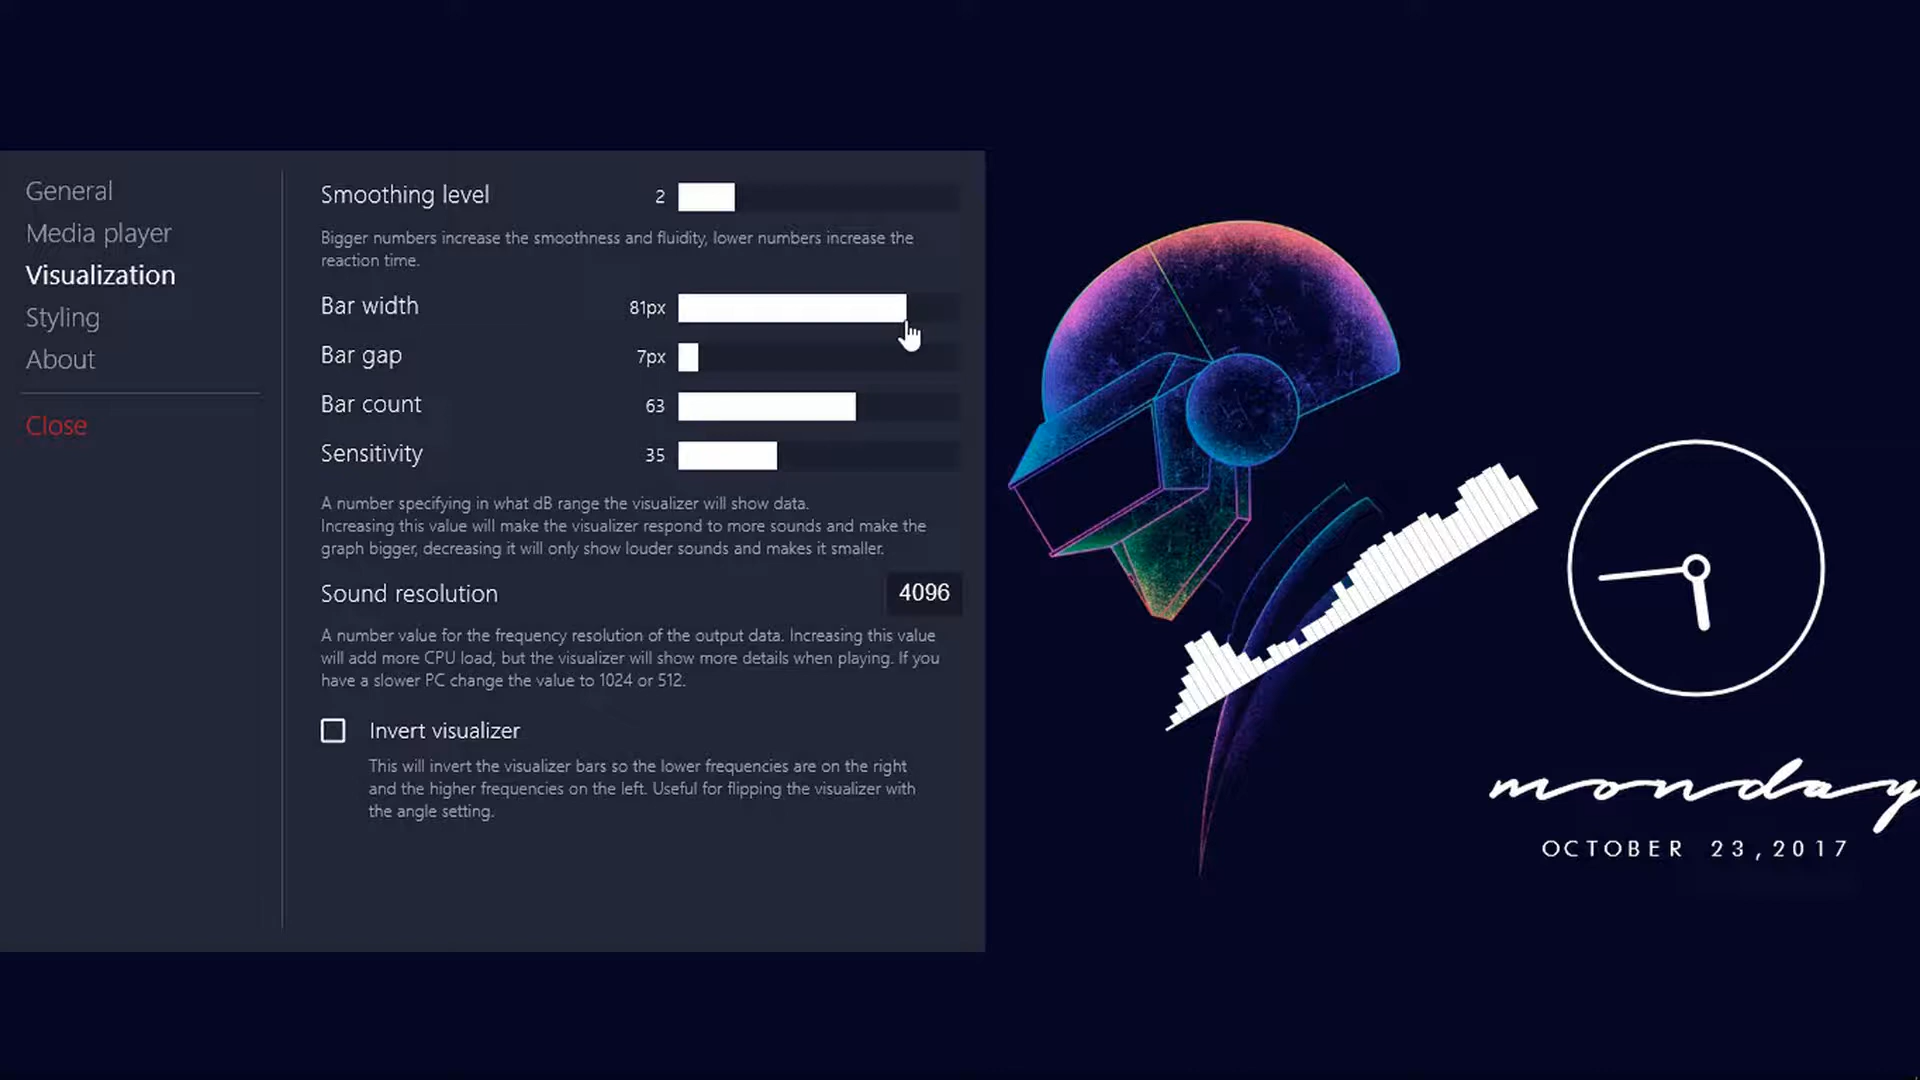 General
Media player
Visualization
Styling
About
Close
Smoothing level 2
Bigger numbers increase the smoothness and fluidity, lower numbers increase the
reaction time.
Bar width 81px
Bar gap 7px
Bar count 63
Sensitivity 35
A number specifying in what dB range the visualizer will show data.
Increasing this value will make the visualizer respond to more sounds and make the
graph bigger, decreasing it will only show louder sounds and makes it smaller.
Sound resolution 4096
A number value for the frequency resolution of the output data. Increasing this value
will add more CPU load, but the visualizer will show more details when playing. If you
have a slower PC change the value to 1024 or 512.
Invert visualizer
This will invert the visualizer bars so the lower frequencies are on the right
and the higher frequencies on the left. Useful for flipping the visualizer with
the angle setting.
monday
OCTOBER 23,2017